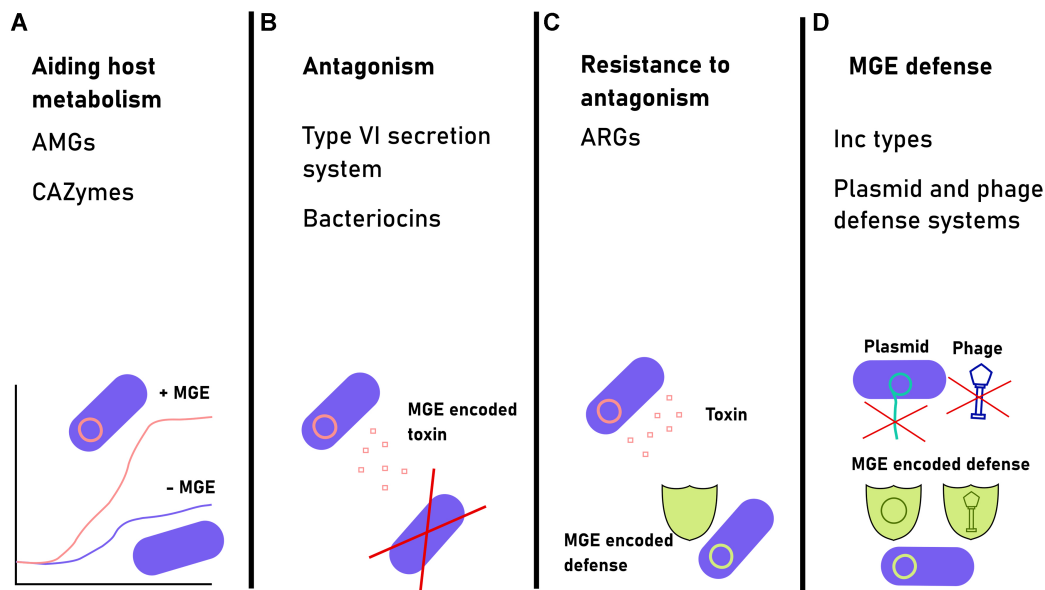 A
Aiding host
metabolism
AMGs
CAZymes
+ MGE
- MGE
B
Antagonism
Type VI secretion
system
Bacteriocins
MGE encoded
toxin
C
Resistance to
antagonism
ARGs
Toxin
MGE encoded
defense
D
MGE defense
Inc types
Plasmid and phage
defense systems
Plasmid Phage
MGE encoded defense